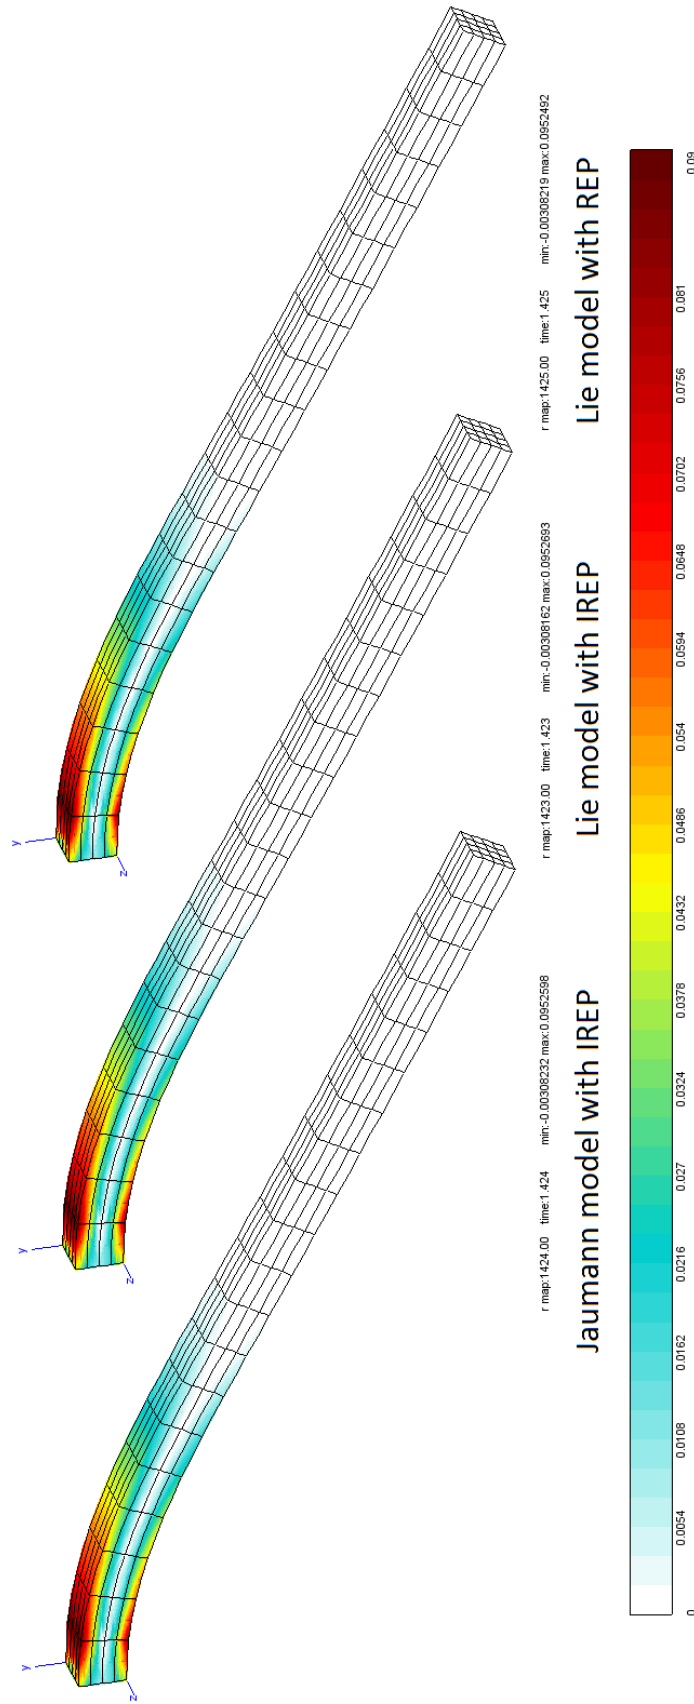 y
z
r map:1424.00 time:1.424 min:-0.00308232 max:0.0952598
Jaumann model with IREP
y
z
r map:1423.00 time:1.423 min:-0.00308162 max:0.0952693
Lie model with IREP
y
z
r map:1425.00 time:1.425 min:-0.00308219 max:0.0952492
Lie model with REP
0 0.0054 0.0108 0.0162 0.0216 0.027 0.0324 0.0378 0.0432 0.0486 0.054 0.0594 0.0648 0.0702 0.0756 0.081 0.09